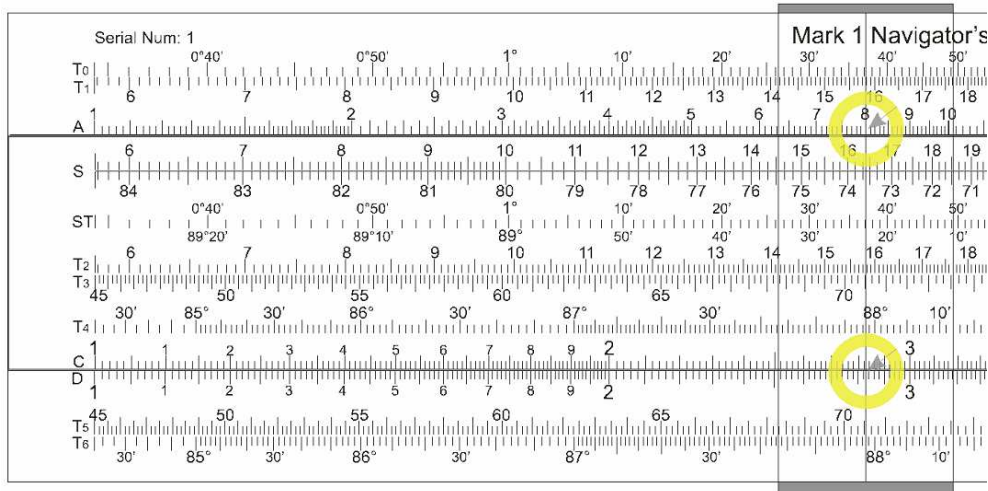 Serial Num: 1
Mark 1 Navigator's
0°40' 0°50' 1° 10' 20' 30' 40' 50'
T0
T1
6 7 8 9 10 11 12 13 14 15 16 17 18
A 1 2 3 4 5 6 7 8 9 10
6 7 8 9 10 11 12 13 14 15 16 17 18 19
S
84 83 82 81 80 79 78 77 76 75 74 73 72 71
0°40' 0°50' 1° 10' 20' 30' 40' 50'
ST
89°20' 89°10' 89° 50' 40' 30' 20' 10'
6 7 8 9 10 11 12 13 14 15 16 17 18
T2
T3
45 50 55 60 65 70
30' 85° 30' 86° 30' 87° 30' 88° 10'
T4
1 1 2 3 4 5 6 7 8 9 2 3
C
D
1 1 2 3 4 5 6 7 8 9 2 3
45 50 55 60 65 70
T5
T6
30' 85° 30' 86° 30' 87° 30' 88° 10'